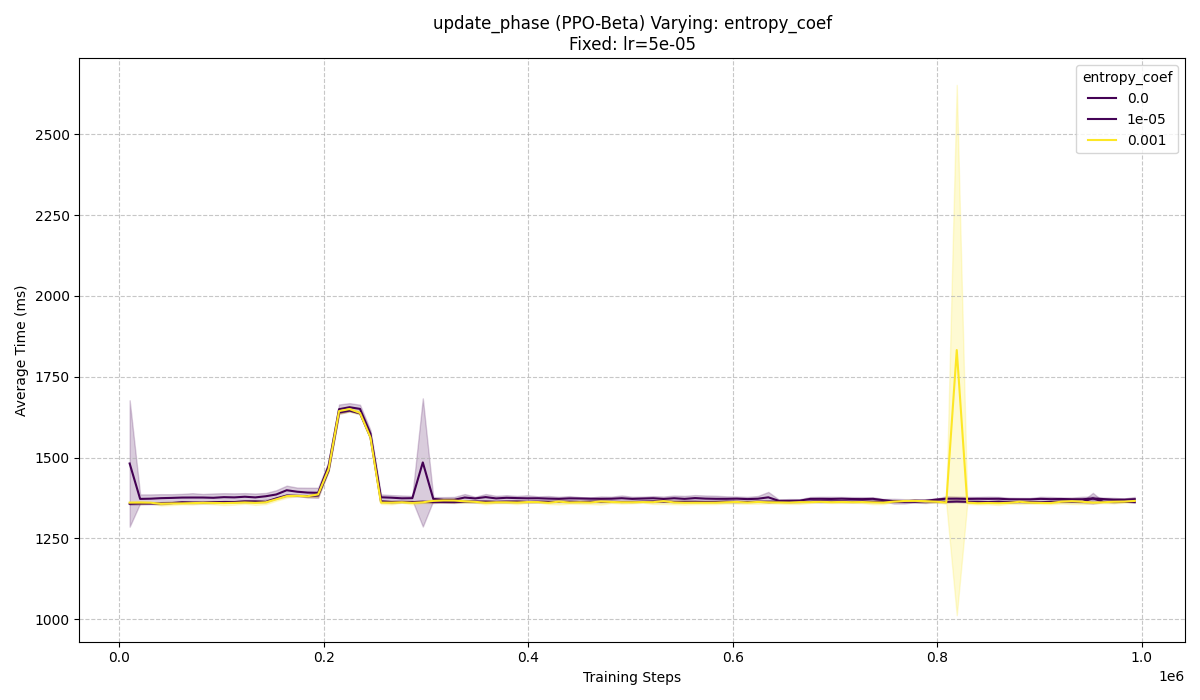 update_phase (PPO-Beta) Varying: entropy_coef
Fixed: lr=5e-05
entropy_coef
0.0
1e-05
0.001
2500
2250
2000
1750
1500
1250
1000
Average Time (ms)
0.0 0.2 0.4 0.6 0.8 1.0
1e6
Training Steps